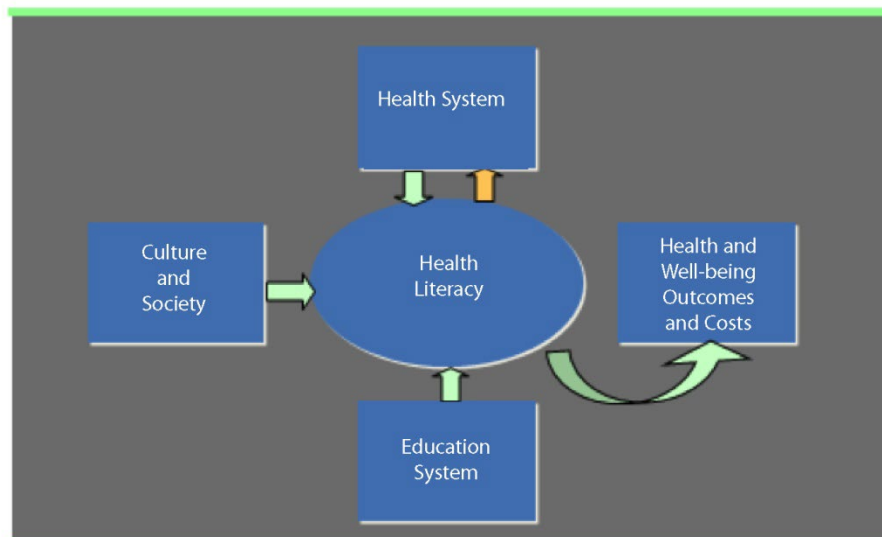 Health System
Culture
and
Society
Health
Literacy
Health and
Well-being
Outcomes
and Costs
Education
System